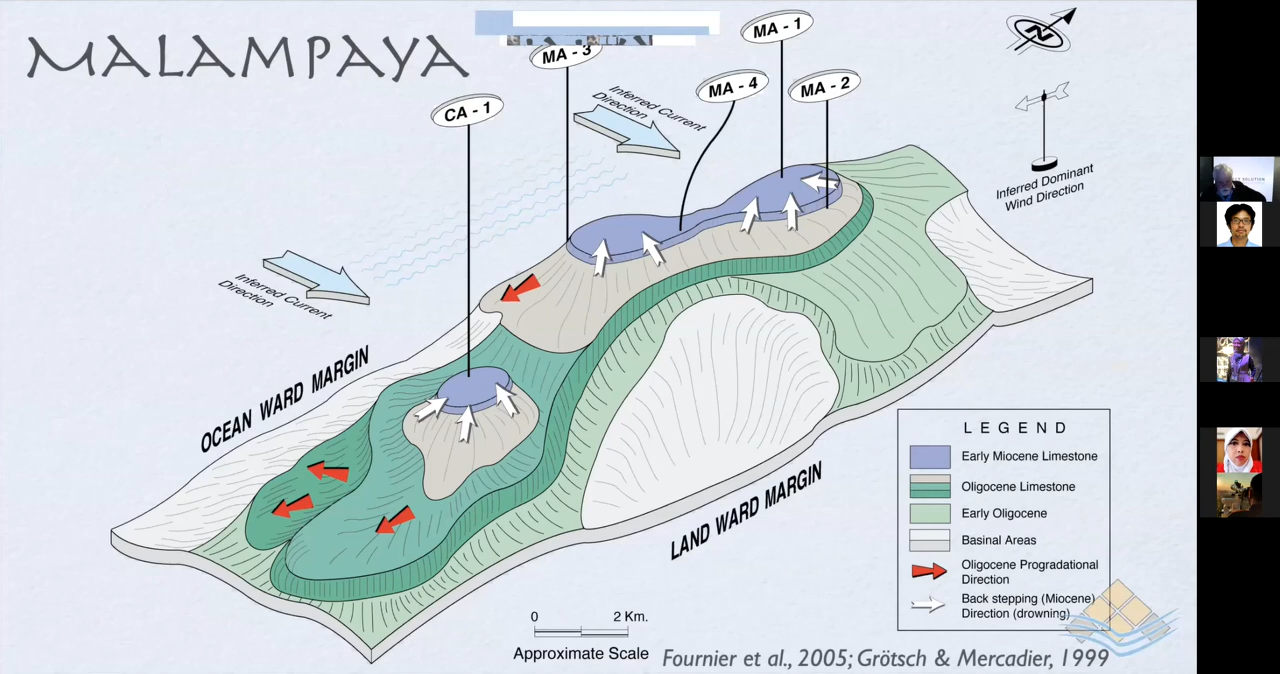 MALAMPAYA
MA - 1
MA - 3
MA - 4
MA - 2
CA - 1
N
Inferred Current
Direction
Inferred Dominant
Wind Direction
Inferred Current
Direction
OCEAN WARD MARGIN
LAND WARD MARGIN
LEGEND
Early Miocene Limestone
Oligocene Limestone
Early Oligocene
Basinal Areas
Oligocene Progradational
Direction
Back stepping (Miocene)
Direction (drowning)
0 2 Km.
Approximate Scale
Fournier et al., 2005; Grötsch & Mercadier, 1999